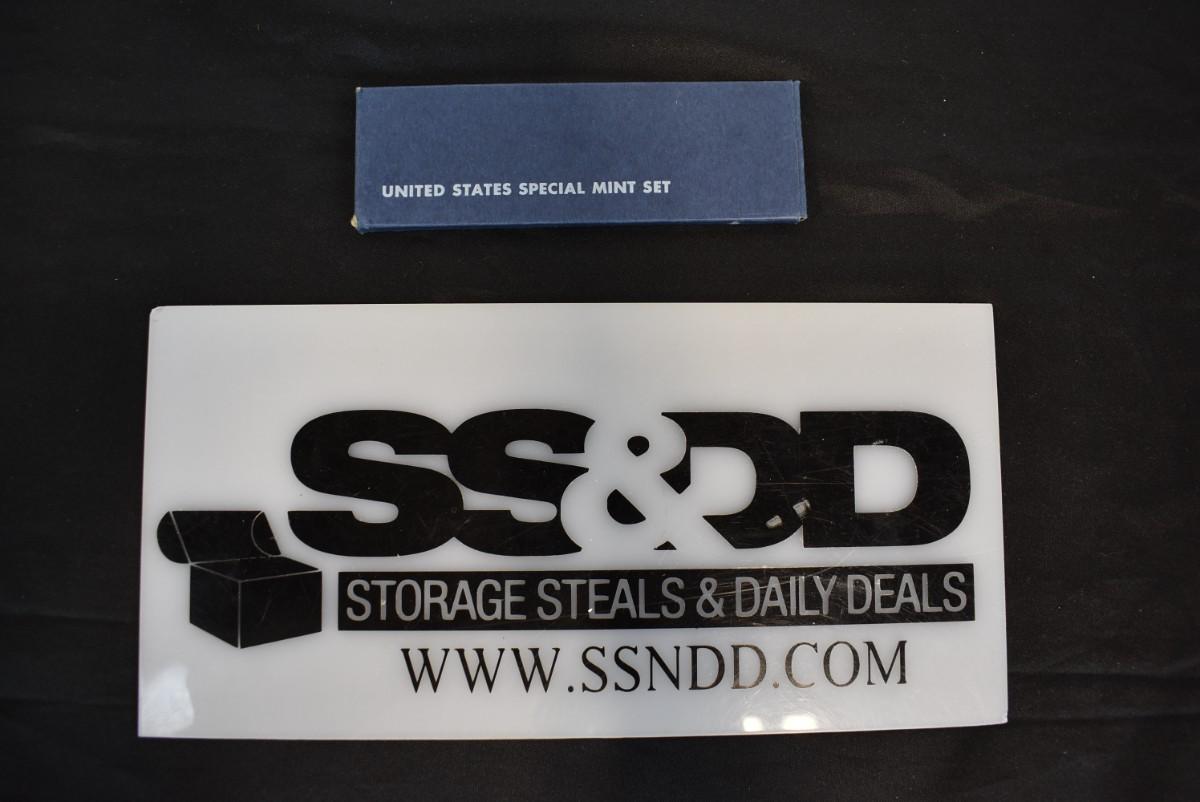 UNITED STATES SPECIAL MINT SET
SS&DD
STORAGE STEALS & DAILY DEALS
WWW.SSNDD.COM